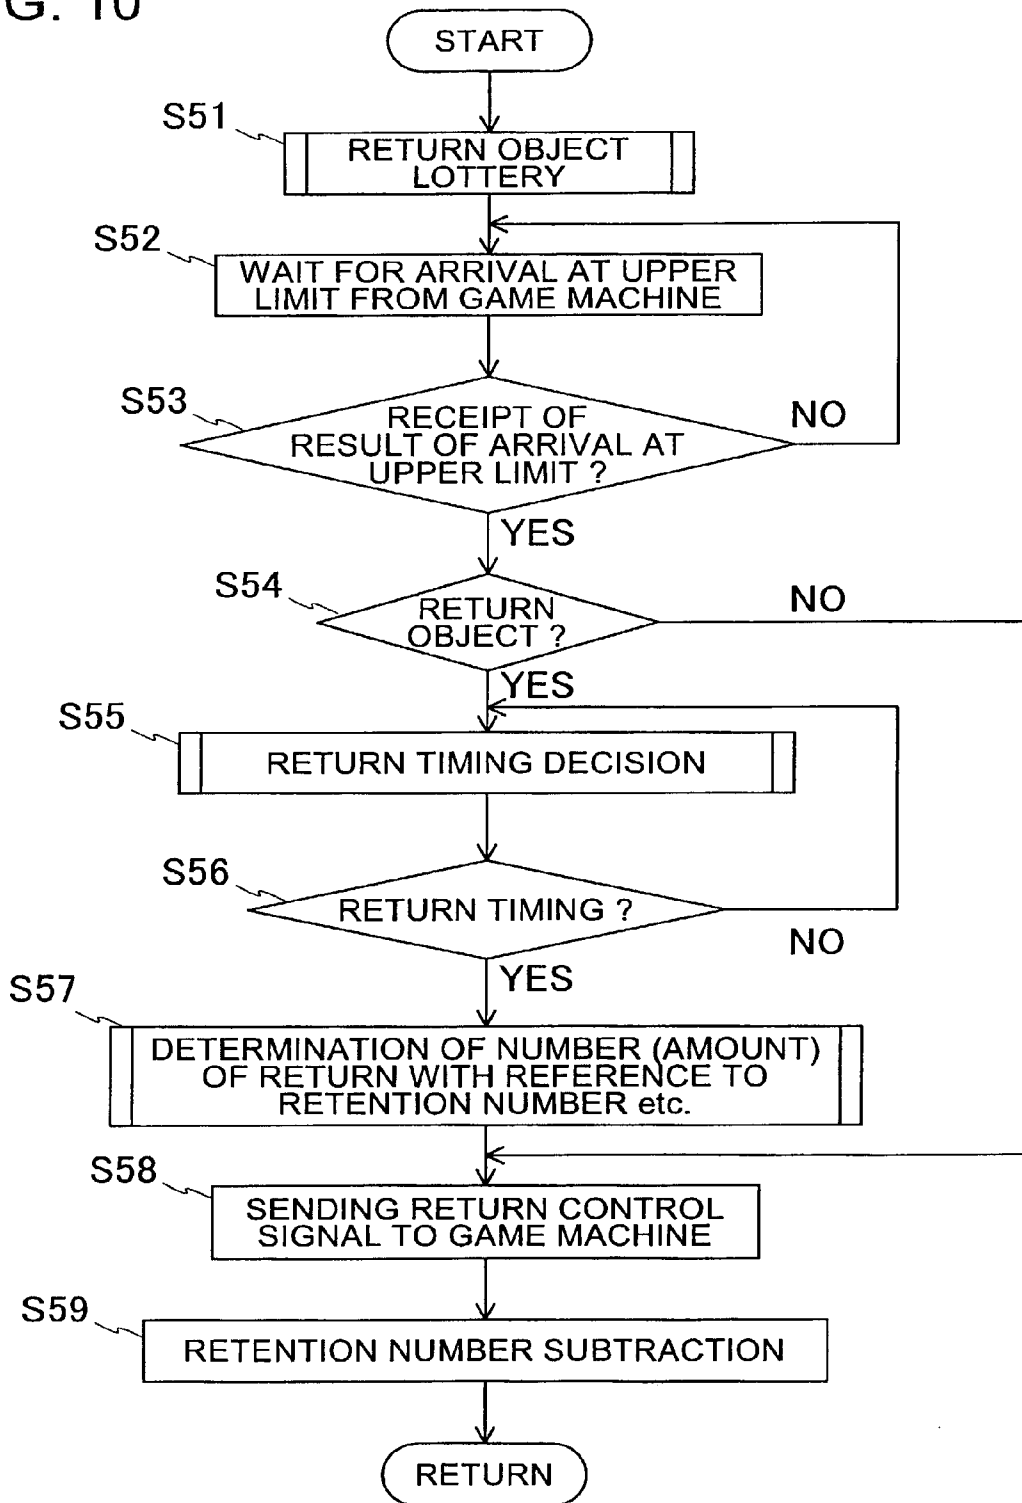 G. 10
START
S51
RETURN OBJECT
LOTTERY
S52
WAIT FOR ARRIVAL AT UPPER
LIMIT FROM GAME MACHINE
S53
RECEIPT OF
RESULT OF ARRIVAL AT
UPPER LIMIT ?
NO
YES
S54
RETURN
OBJECT ?
NO
YES
S55
RETURN TIMING DECISION
S56
RETURN TIMING ?
NO
YES
S57
DETERMINATION OF NUMBER (AMOUNT)
OF RETURN WITH REFERENCE TO
RETENTION NUMBER etc.
S58
SENDING RETURN CONTROL
SIGNAL TO GAME MACHINE
S59
RETENTION NUMBER SUBTRACTION
RETURN